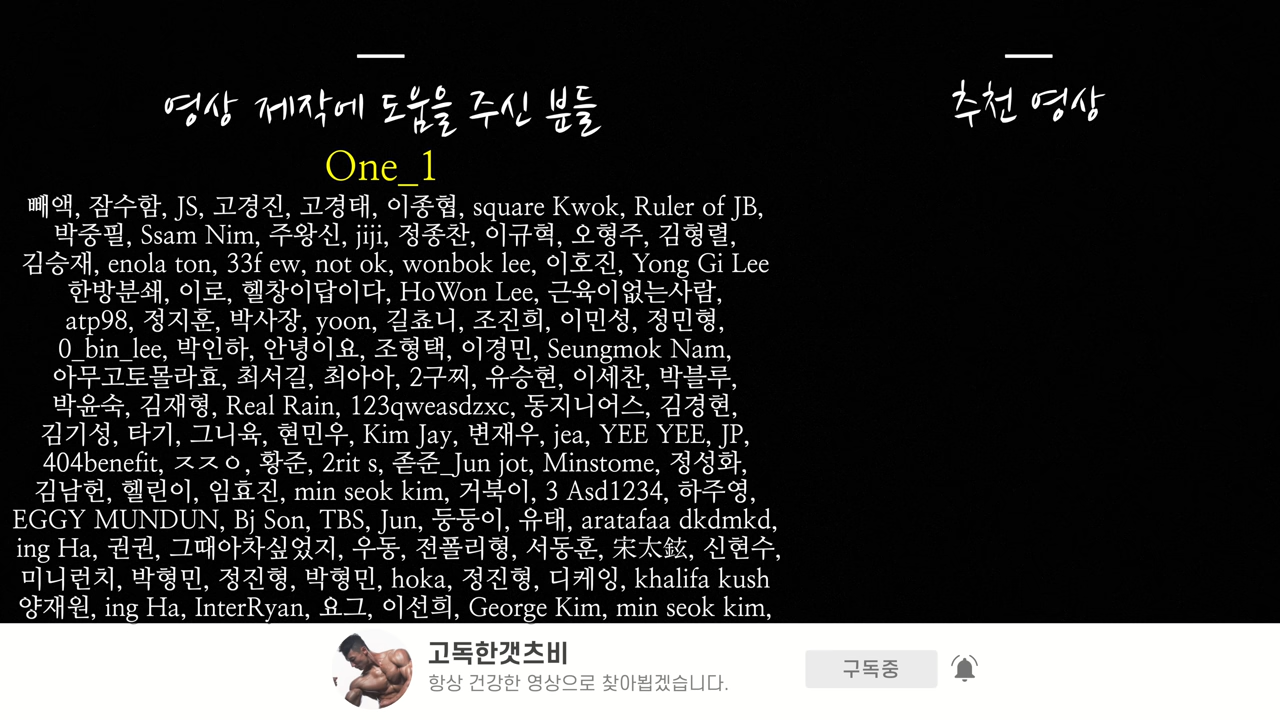 영상 제작에 도움을 주신 분들
추천 영상
One_1
빼액, 잠수함, JS, 고경진, 고경태, 이종협, square Kwok, Ruler of JB,
박중필, Ssam Nim, 주왕신, jiji, 정종찬, 이규혁, 오형주, 김형렬,
김승재, enola ton, 33f ew, not ok, wonbok lee, 이호진, Yong Gi Lee
한방분쇄, 이로, 헬창이답이다, HoWon Lee, 근육이없는사람,
atp98, 정지훈, 박사장, yoon, 길쵸니, 조진희, 이민성, 정민형,
0_bin_lee, 박인하, 안녕이요, 조형택, 이경민, Seungmok Nam,
아무고토몰라효, 최서길, 최아아, 2구찌, 유승현, 이세찬, 박블루,
박윤숙, 김재형, Real Rain, 123qweasdzxc, 동지니어스, 김경현,
김기성, 타기, 그니육, 현민우, Kim Jay, 변재우, jea, YEE YEE, JP,
404benefit, ㅈㅈㅇ, 황준, 2rit s, 죧준_Jun jot, Minstome, 정성화,
김남헌, 헬린이, 임효진, min seok kim, 거북이, 3 Asd1234, 하주영,
EGGY MUNDUN, Bj Son, TBS, Jun, 둥둥이, 유태, aratafaa dkdmkd,
ing Ha, 권권, 그때아차싶었지, 우동, 전폴리형, 서동훈, 宋太鉉, 신현수,
미니런치, 박형민, 정진형, 박형민, hoka, 정진형, 디케잉, khalifa kush
양재원, ing Ha, InterRyan, 요그, 이선희, George Kim, min seok kim,
고독한갯츠비
항상 건강한 영상으로 찾아뵙겠습니다.
구독중